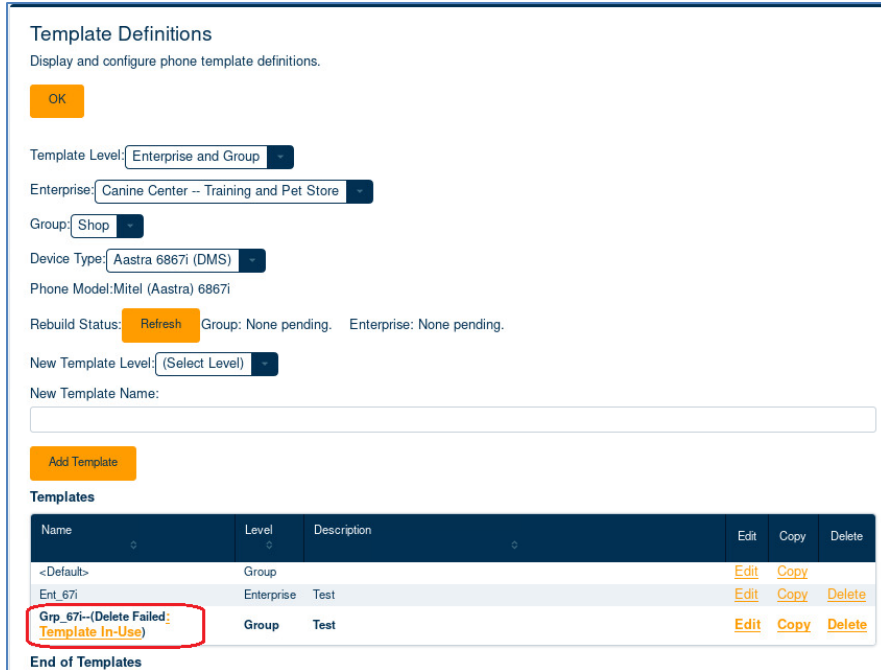 Template Definitions
Display and configure phone template definitions.
OK
Template Level: Enterprise and Group
Enterprise: Canine Center -- Training and Pet Store
Group: Shop
Device Type: Aastra 6867i (DMS)
Phone Model:Mitel (Aastra) 6867i
Rebuild Status: Refresh Group: None pending. Enterprise: None pending.
New Template Level: (Select Level)
New Template Name:
Add Template
Templates
Name Level Description Edit Copy Delete
<Default> Group Edit Copy
Ent_67i Enterprise Test Edit Copy Delete
Grp_67i--(Delete Failed:
Template In-Use) Group Test Edit Copy Delete
End of Templates